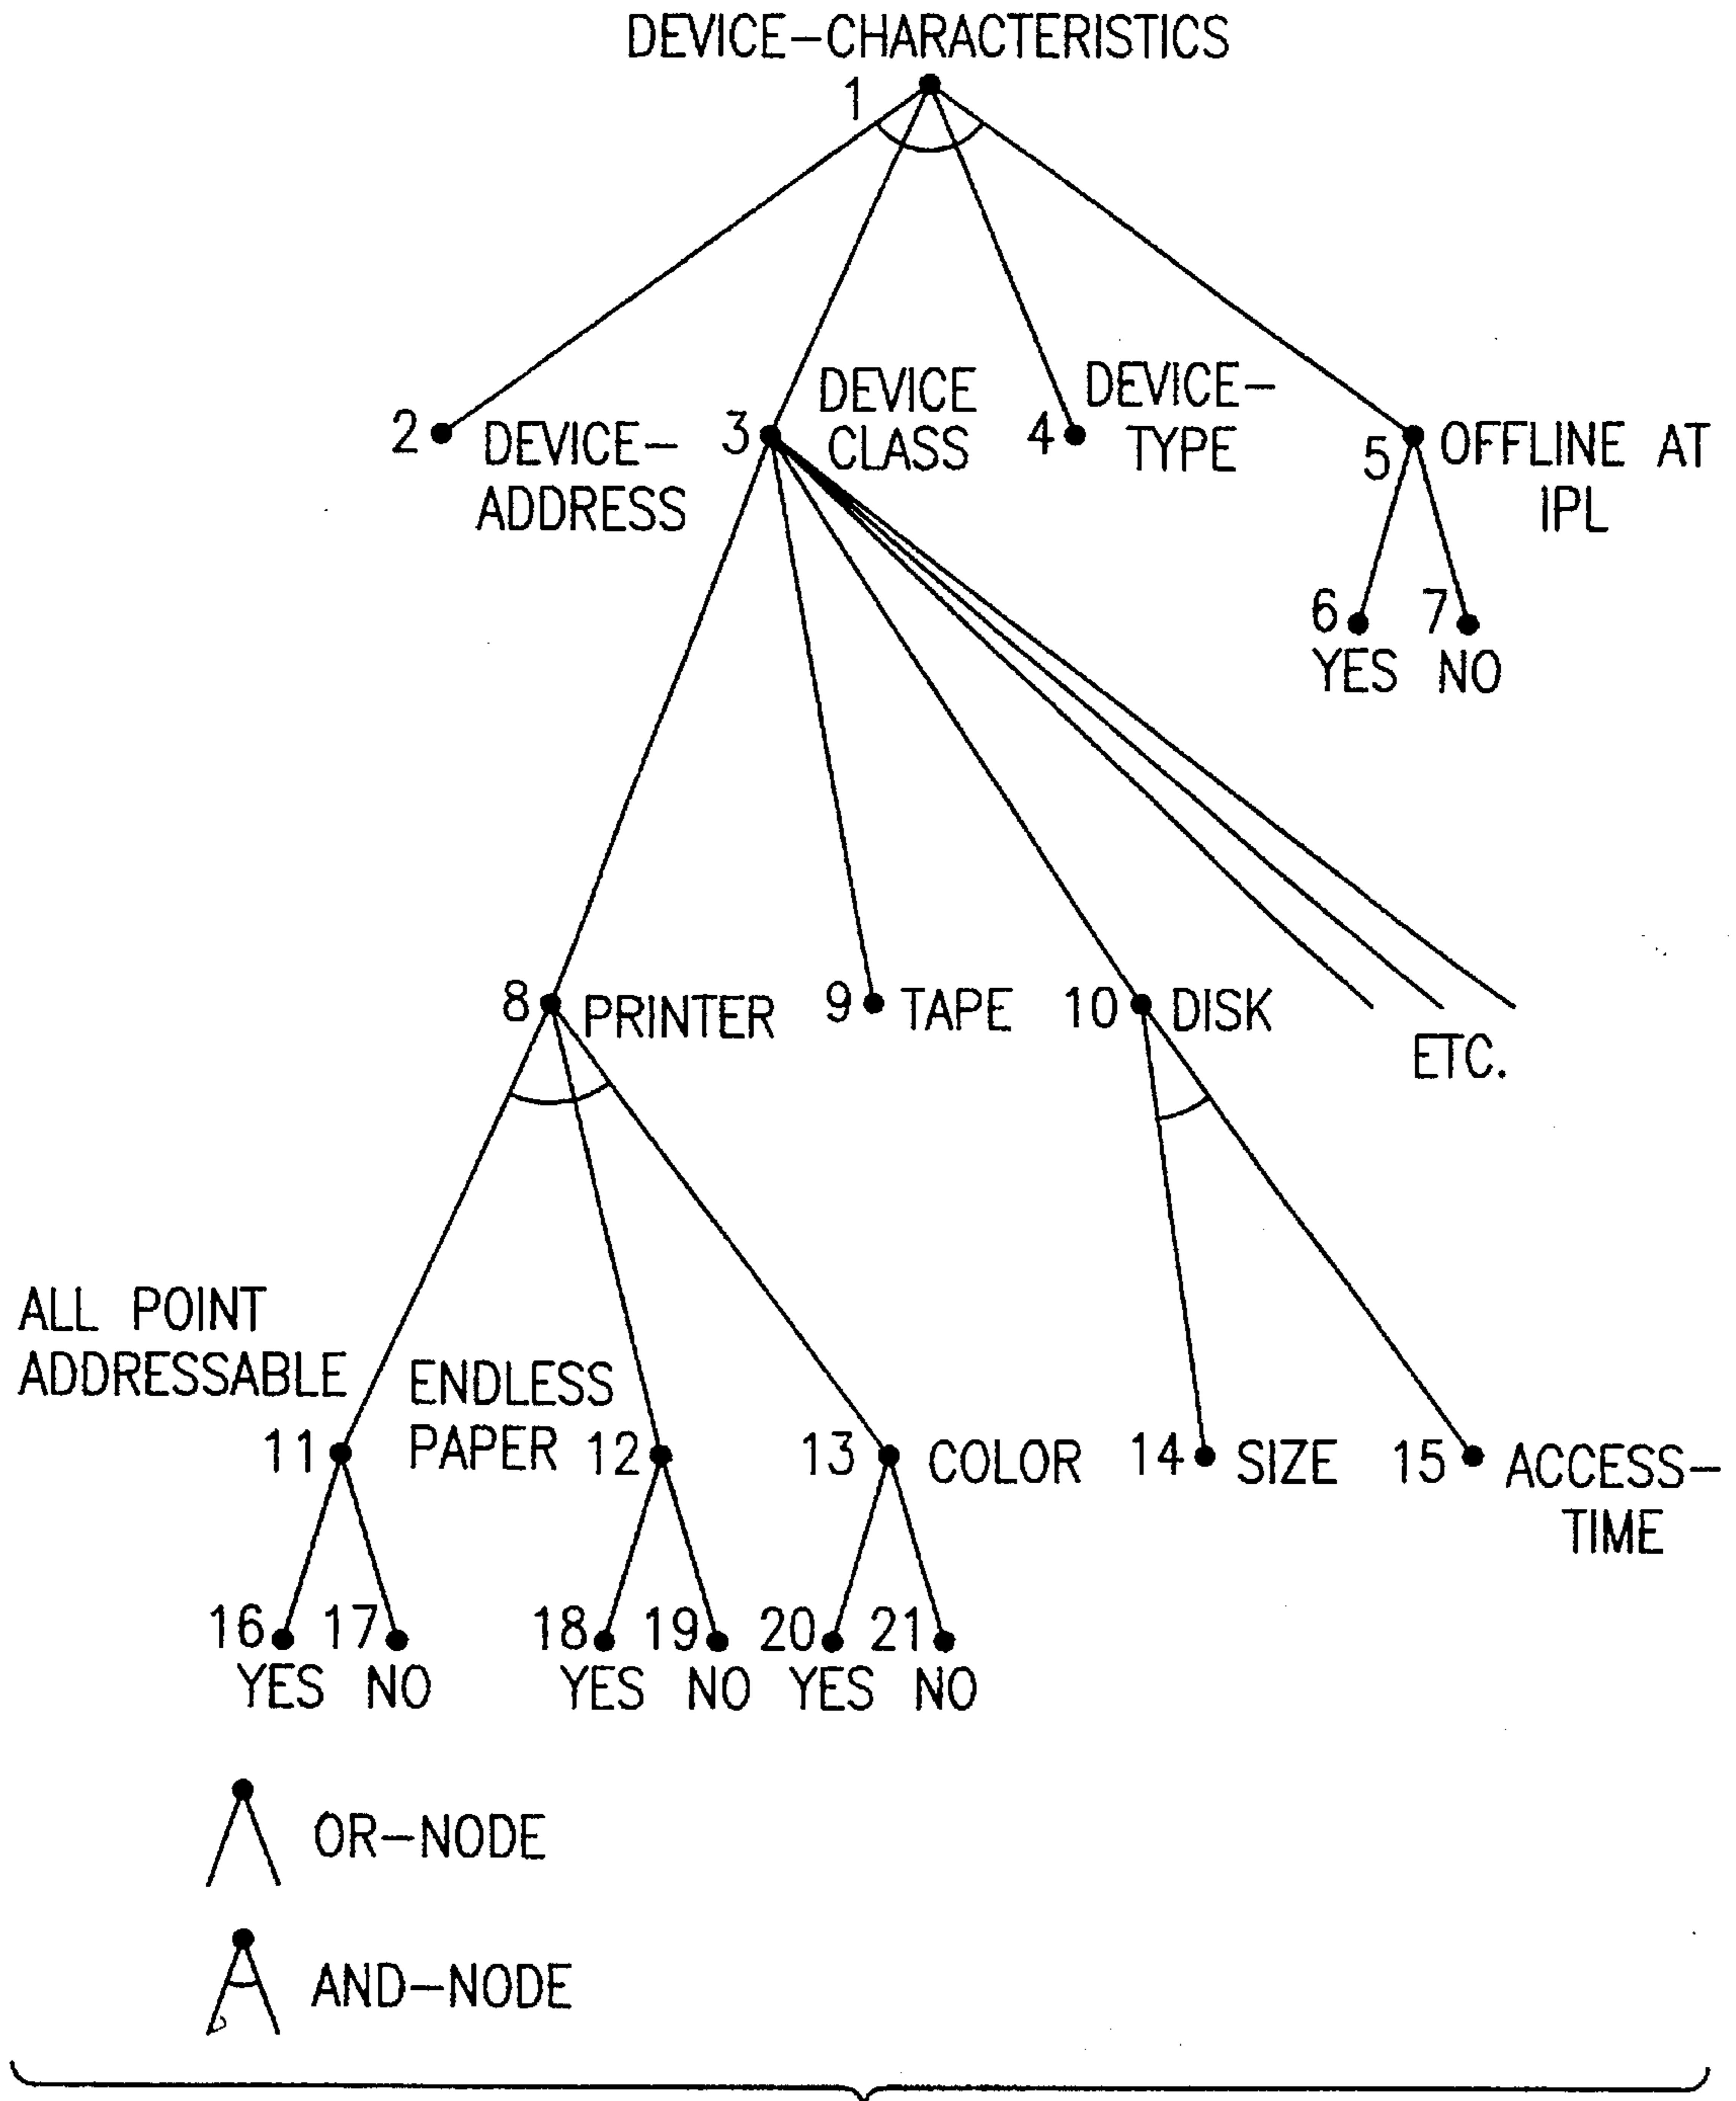 DEVICE-CHARACTERISTICS
1
2
DEVICE-
ADDRESS
3
DEVICE
CLASS
4
DEVICE-
TYPE
5
OFFLINE AT
IPL
6
YES
7
NO
8
PRINTER
9
TAPE
10
DISK
ETC.
ALL POINT
ADDRESSABLE
11
ENDLESS
PAPER
12
13
COLOR
14
SIZE
15
ACCESS-
TIME
16
YES
17
NO
18
YES
19
NO
20
YES
21
NO
OR-NODE
AND-NODE